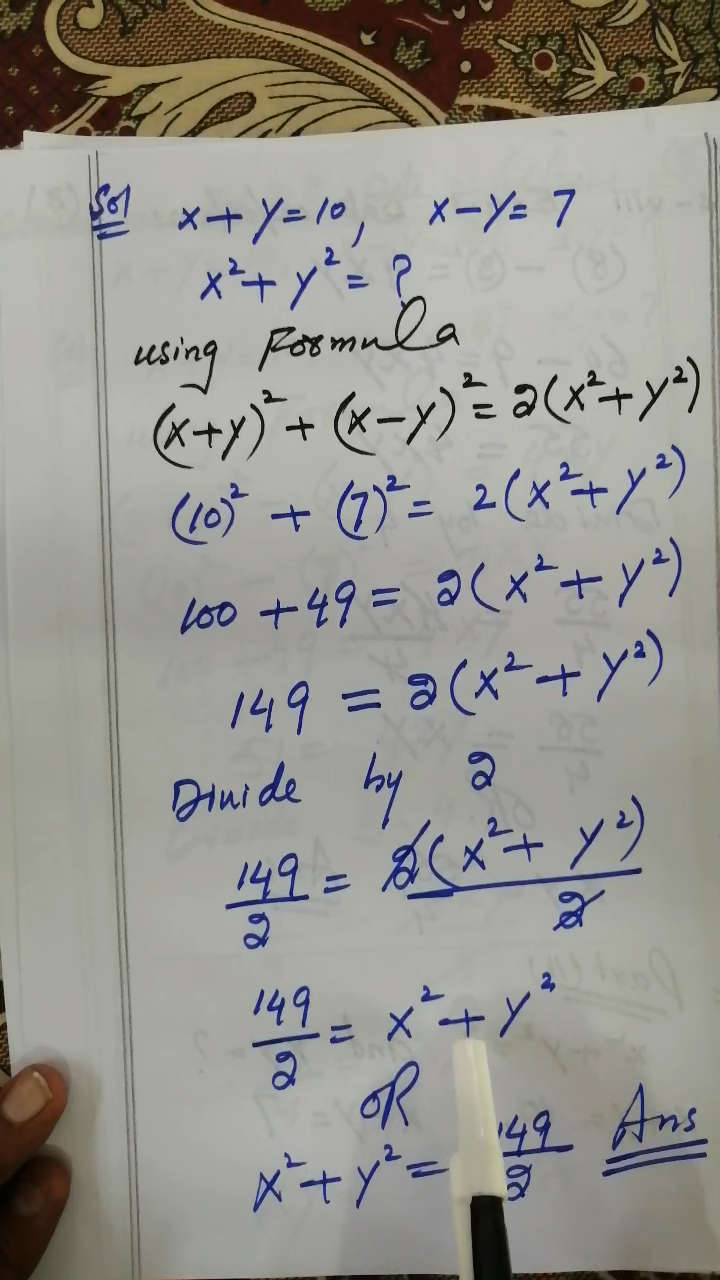 Sol x + y = 10, x - y = 7
x² + y² = ?
using Formula
(x+y)² + (x-y)² = 2(x² + y²)
(10)² + (7)² = 2(x² + y²)
100 + 49 = 2(x² + y²)
149 = 2(x² + y²)
Divide by 2
149/2 = 2(x² + y²)/2
149/2 = x² + y²
OR
x² + y² = 149/2 Ans